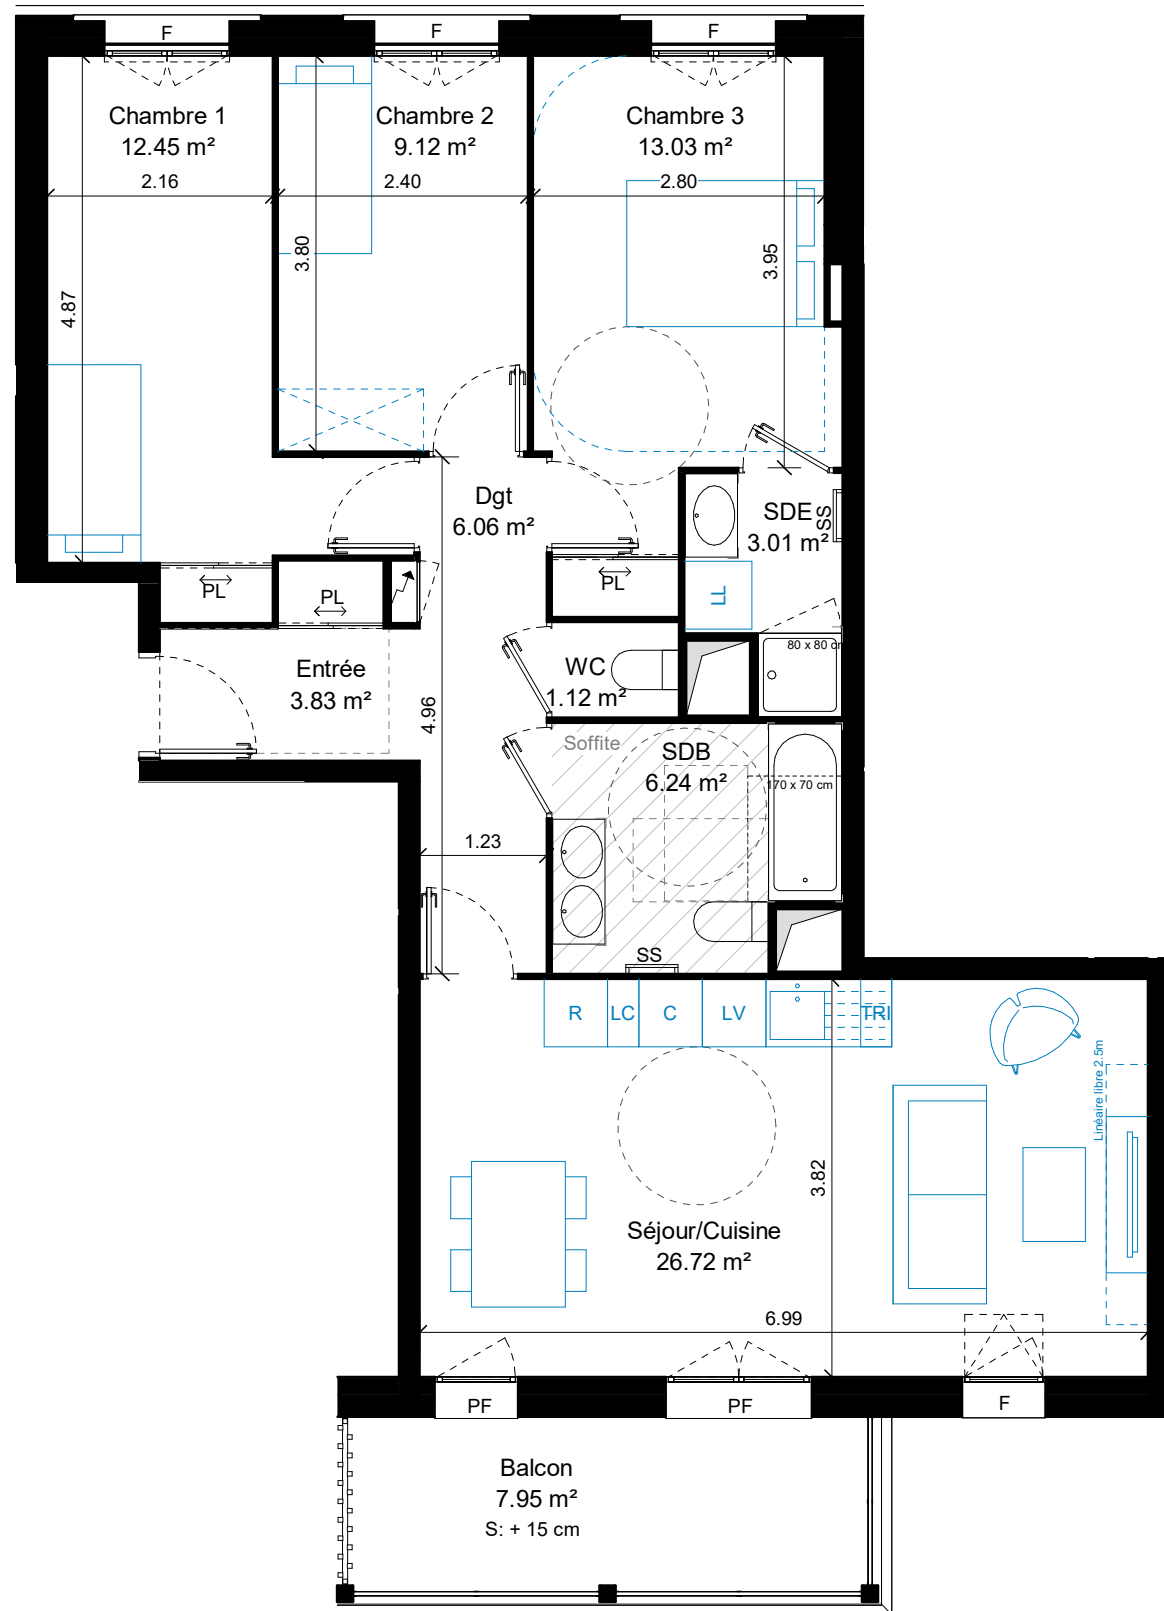 F
F
F
Chambre 1
12.45 m²
Chambre 2
9.12 m²
Chambre 3
13.03 m²
2.16
2.40
2.80
3.80
3.95
4.87
Dgt
6.06 m²
SDE
3.01 m²
SS
PL
PL
PL
LL
Entrée
3.83 m²
WC
1.12 m²
80 x 80 cm
4.96
Soffite
SDB
6.24 m²
170 x 70 cm
1.23
SS
R
LC
C
LV
TRI
Linéaire libre 2.5m
3.82
Séjour/Cuisine
26.72 m²
6.99
PF
PF
F
Balcon
7.95 m²
S: + 15 cm